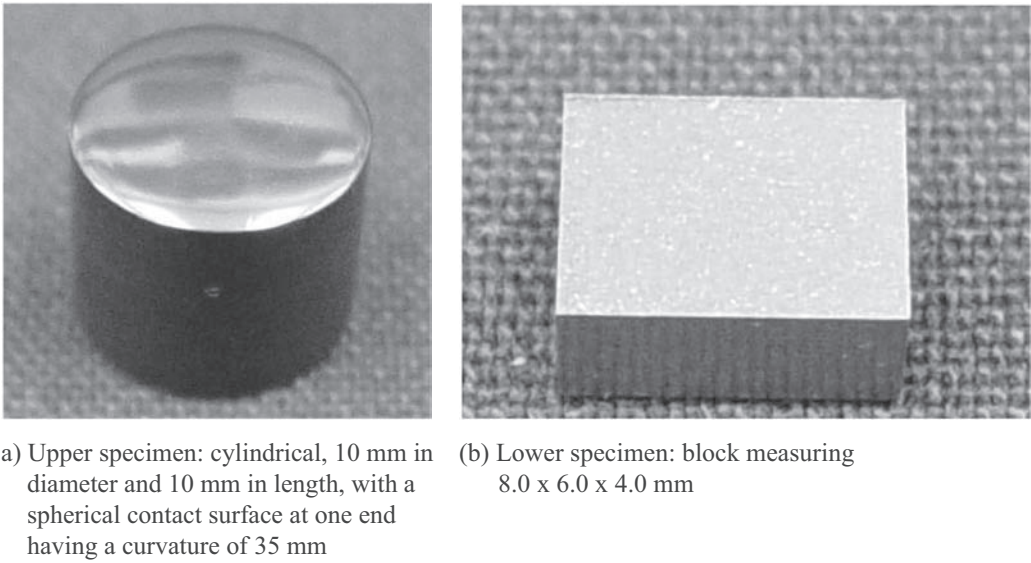 a) Upper specimen: cylindrical, 10 mm in
diameter and 10 mm in length, with a
spherical contact surface at one end
having a curvature of 35 mm
(b) Lower specimen: block measuring
8.0 x 6.0 x 4.0 mm